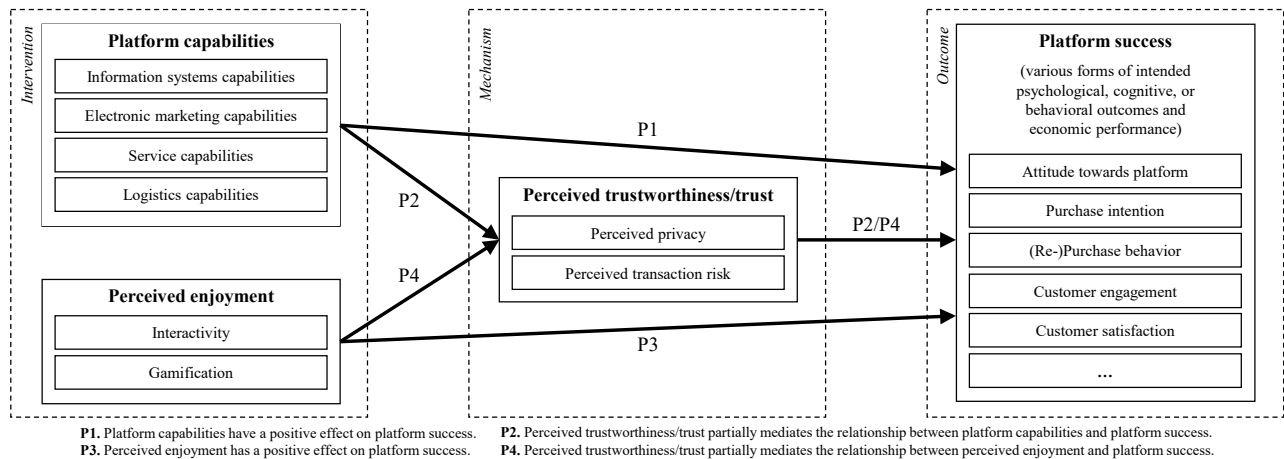 Intervention
Platform capabilities
Information systems capabilities
Electronic marketing capabilities
Service capabilities
Logistics capabilities
Perceived enjoyment
Interactivity
Gamification
P1
P2
P4
P3
Mechanism
Perceived trustworthiness/trust
Perceived privacy
Perceived transaction risk
P2/P4
Outcome
Platform success
(various forms of intended
psychological, cognitive, or
behavioral outcomes and
economic performance)
Attitude towards platform
Purchase intention
(Re-)Purchase behavior
Customer engagement
Customer satisfaction
...
P1. Platform capabilities have a positive effect on platform success.
P2. Perceived trustworthiness/trust partially mediates the relationship between platform capabilities and platform success.
P3. Perceived enjoyment has a positive effect on platform success.
P4. Perceived trustworthiness/trust partially mediates the relationship between perceived enjoyment and platform success.